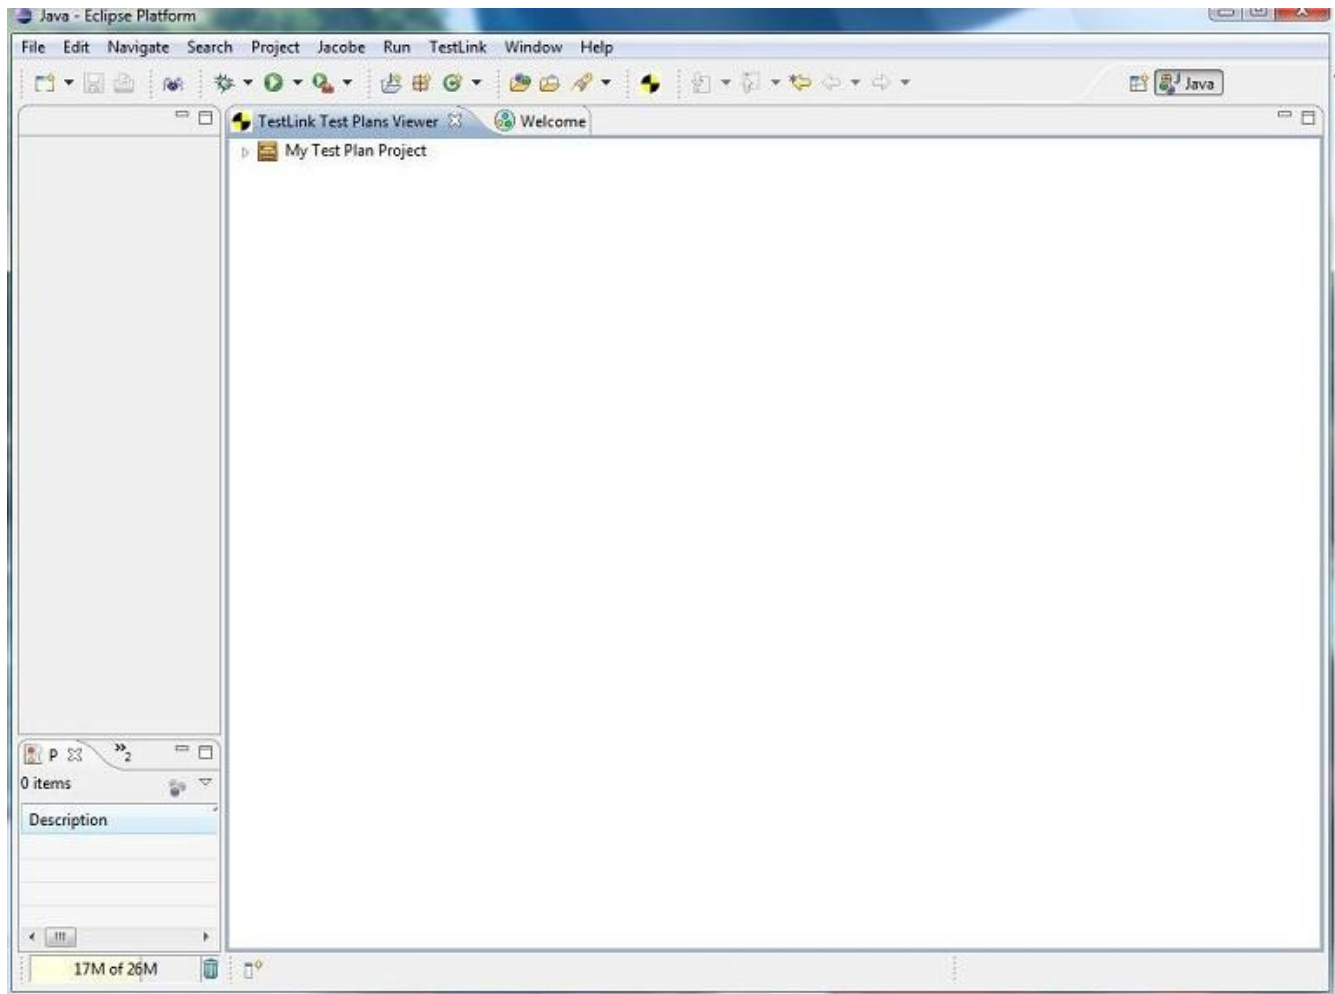 Java - Eclipse Platform
File Edit Navigate Search Project Jacobe Run TestLink Window Help
Java
TestLink Test Plans Viewer Welcome
My Test Plan Project
P »2
0 items
Description
17M of 26M